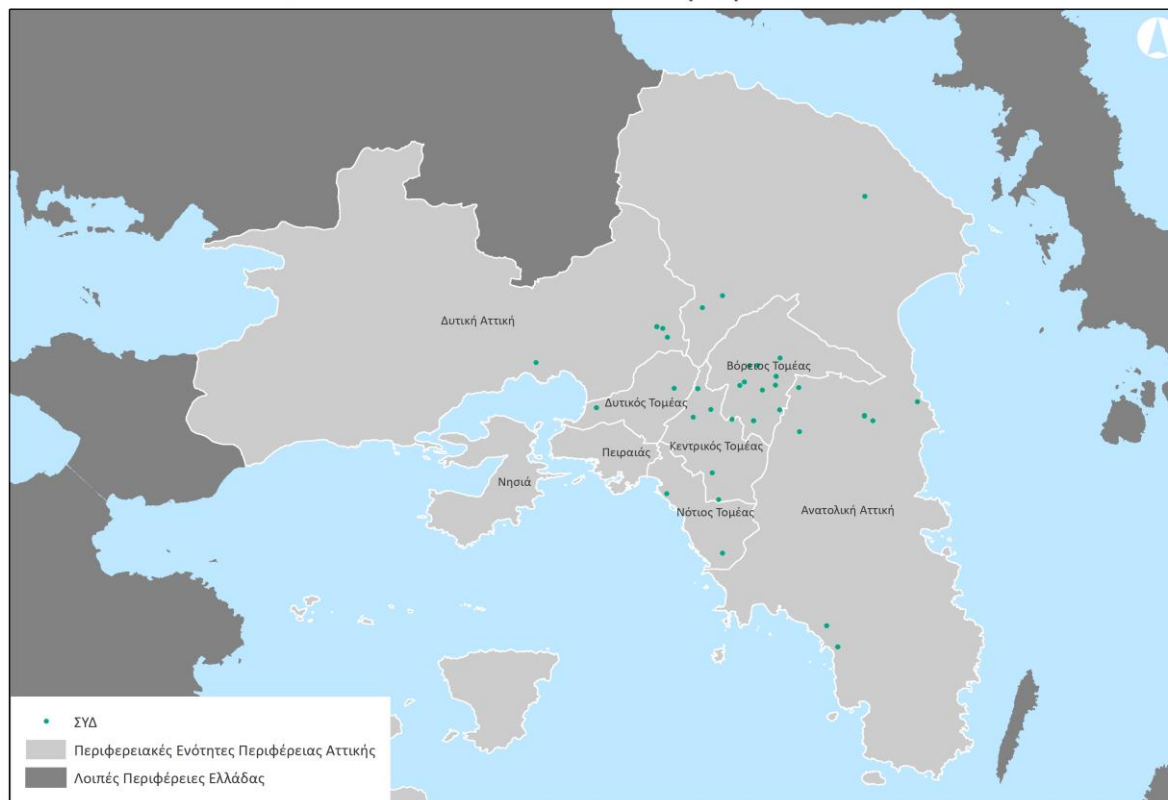 Δυτική Αττική
Βόρειος Τομέας
Δυτικός Τομέας
Κεντρικός Τομέας
Πειραιάς
Νησιά
Νότιος Τομέας
Ανατολική Αττική
ΣΥΔ
Περιφερειακές Ενότητες Περιφέρειας Αττικής
Λοιπές Περιφέρειες Ελλάδας